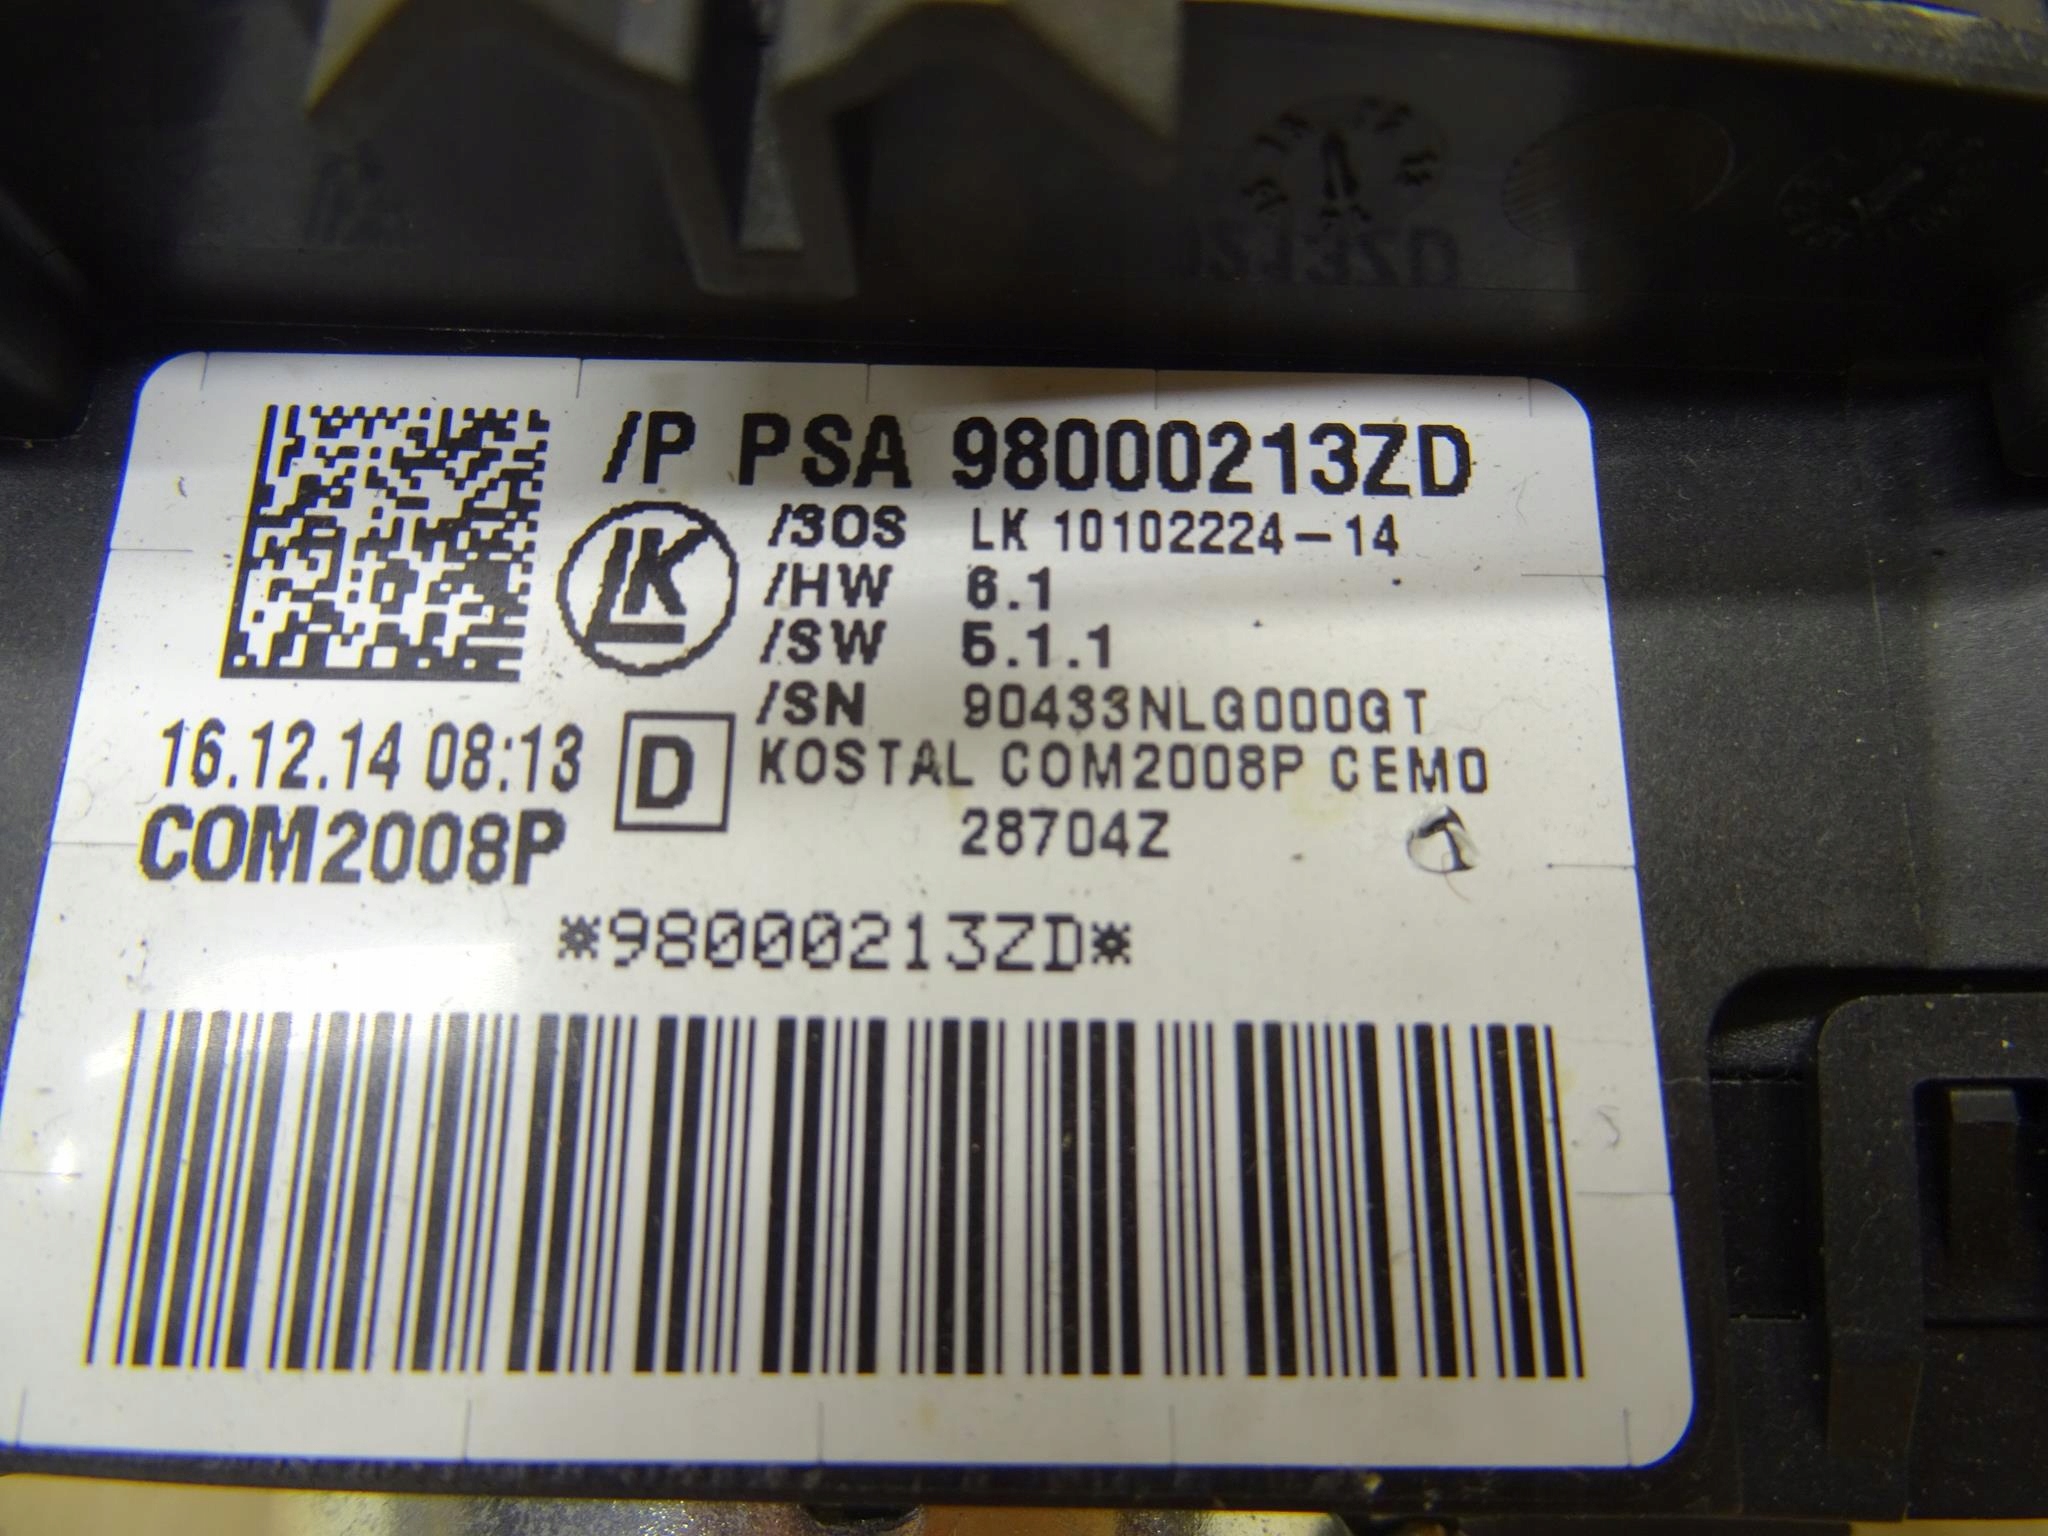 /P PSA 98000213ZD
LK
/3OS LK 10102224-14
/HW 6.1
/SW 5.1.1
/SN 90433NLG000GT
16.12.14 08:13
D
KOSTAL COM2008P CEM0
COM2008P
28704Z
*98000213ZD*